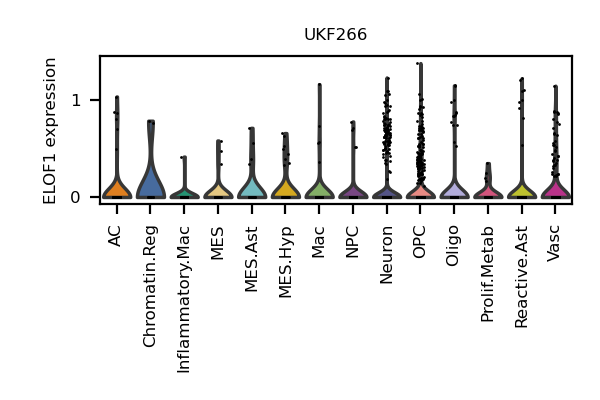 UKF266
ELOF1 expression
1
0
AC
Chromatin.Reg
Inflammatory.Mac
MES
MES.Ast
MES.Hyp
Mac
NPC
Neuron
OPC
Oligo
Prolif.Metab
Reactive.Ast
Vasc